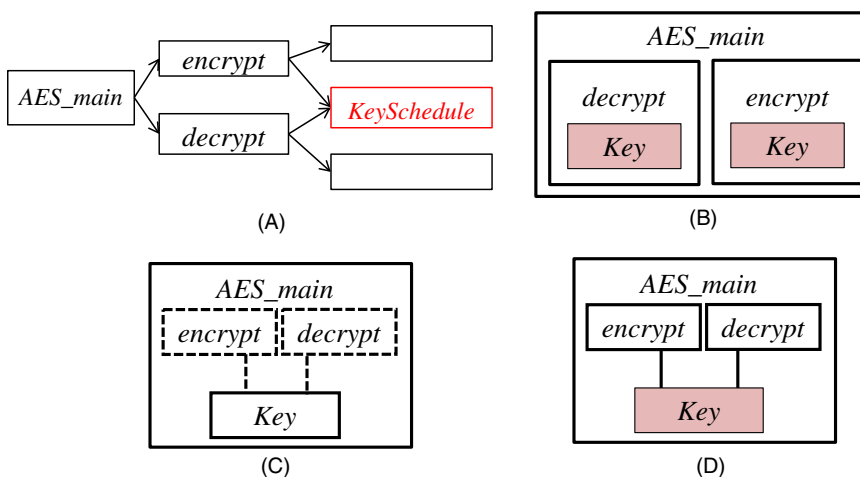 AES_main
encrypt
decrypt
KeySchedule
(A)
AES_main
decrypt
Key
encrypt
Key
(B)
AES_main
encrypt
decrypt
Key
(C)
AES_main
encrypt
decrypt
Key
(D)